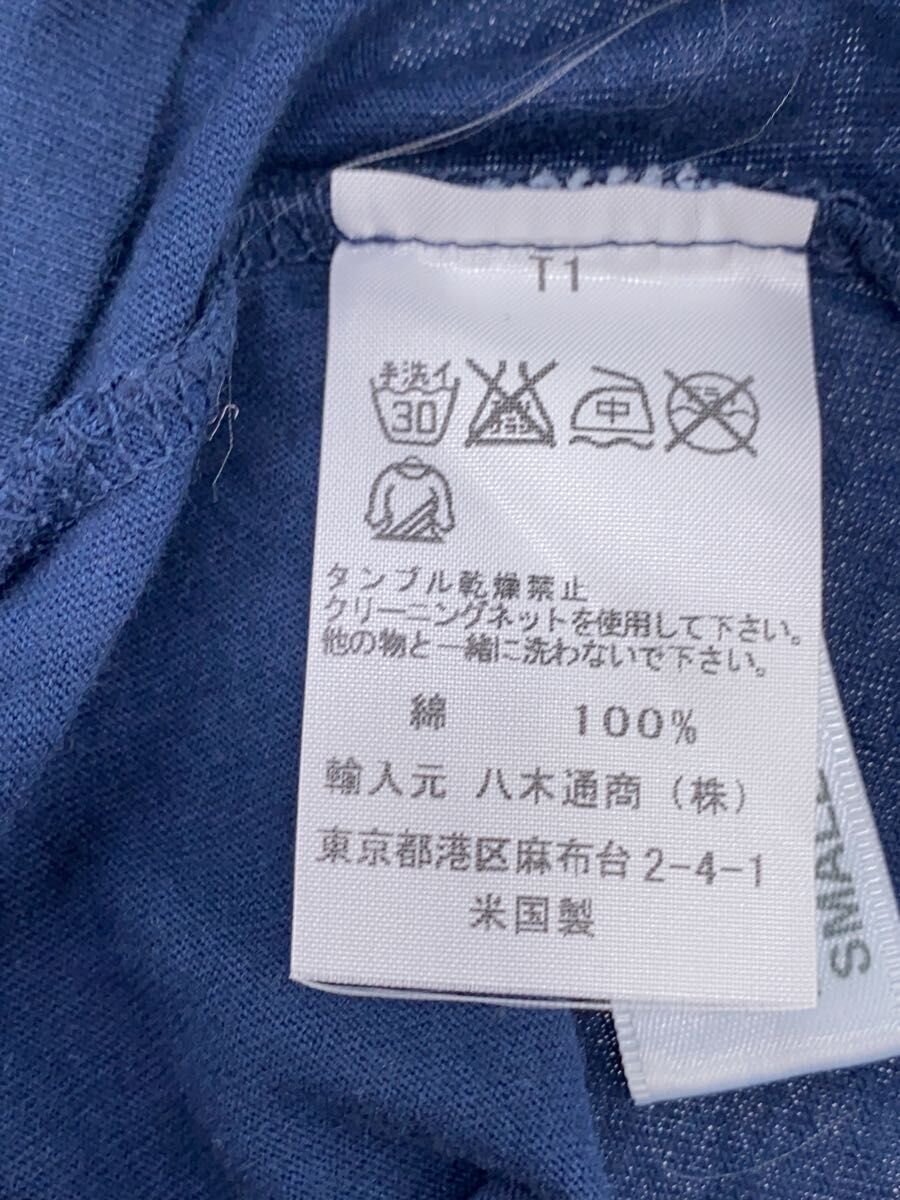 T1
手洗イ
30
中
タンブル乾燥禁止
クリーニングネットを使用して下さい。
他の物と一緒に洗わないで下さい。
綿 100%
輸入元 八木通商（株）
東京都港区麻布台2-4-1
米国製
SMALL